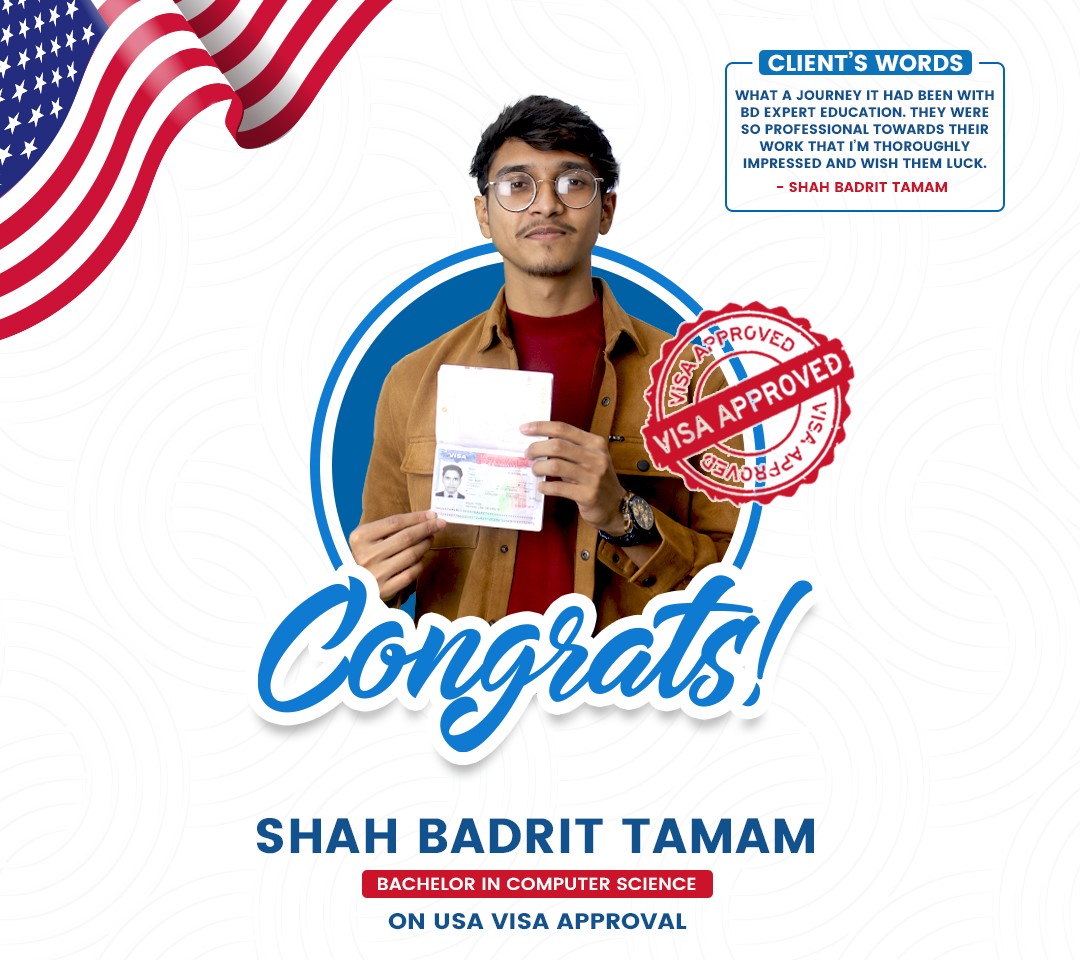 CLIENT'S WORDS
WHAT A JOURNEY IT HAD BEEN WITH
BD EXPERT EDUCATION. THEY WERE
SO PROFESSIONAL TOWARDS THEIR
WORK THAT I'M THOROUGHLY
IMPRESSED AND WISH THEM LUCK.
- SHAH BADRIT TAMAM
VISA APPROVED
VISA APPROVED
VISA APPROVED
VISA
Congrats!
SHAH BADRIT TAMAM
BACHELOR IN COMPUTER SCIENCE
ON USA VISA APPROVAL